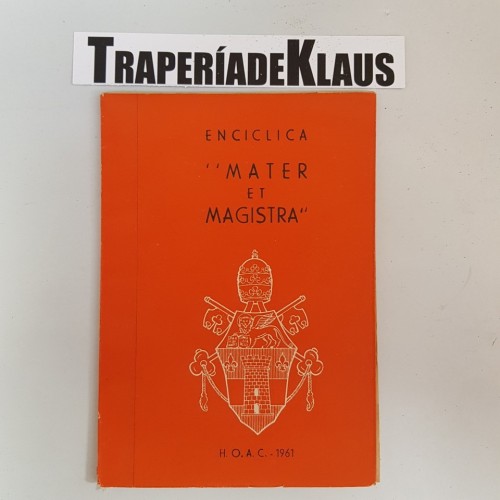 TRAPERÍADEKLAUS
ENCICLICA
''MATER
ET
MAGISTRA"
H.O.A.C.-1961